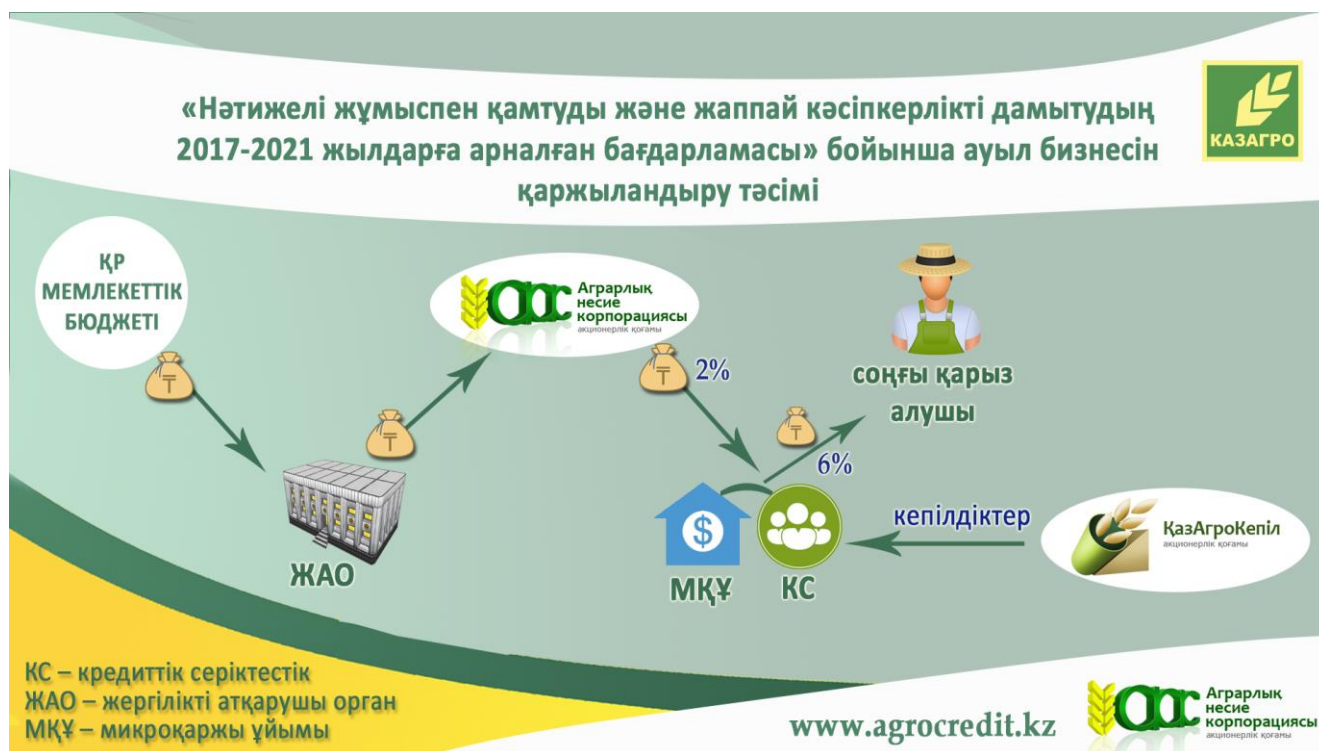 «Нәтижелі жұмыспен қамтуды және жаппай кәсіпкерлікті дамытудың
2017-2021 жылдарға арналған бағдарламасы» бойынша ауыл бизнесін
қаржыландыру тәсімі
КАЗАГРО
ҚР
МЕМЛЕКЕТТІК
БЮДЖЕТІ
₸
₸
Аграрлық
несие
корпорациясы
акционерлік қоғамы
₸
2%
соңғы қарыз
алушы
₸
6%
ЖАО
$
МҚҰ
КС
кепілдіктер
ҚазАгроКепіл
акционерлік қоғамы
КС – кредиттік серіктестік
ЖАО – жергілікті атқарушы орган
МҚҰ – микроқаржы ұйымы
www.agrocredit.kz
Аграрлық
несие
корпорациясы
акционерлік қоғамы